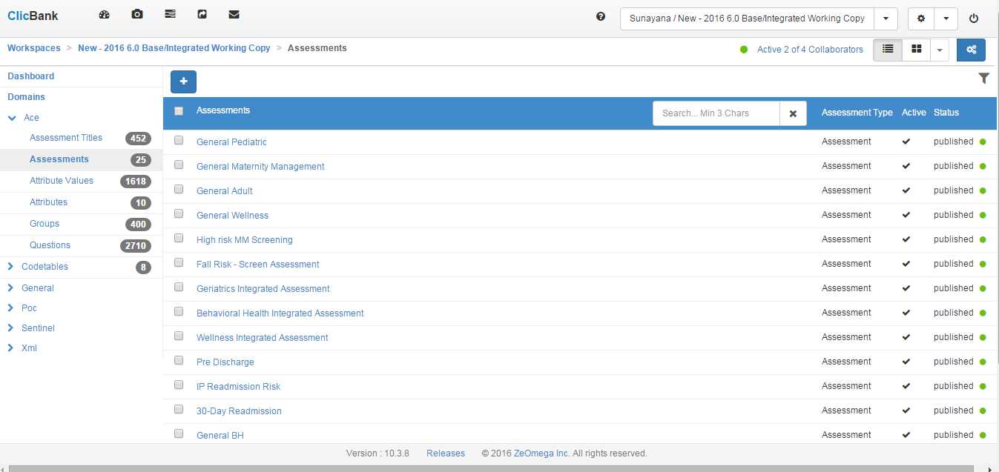 ClicBank
Sunayana / New - 2016 6.0 Base/Integrated Working Copy
Workspaces > New - 2016 6.0 Base/Integrated Working Copy > Assessments
Active 2 of 4 Collaborators
Dashboard
Domains
Ace
Assessment Titles 452
Assessments 25
Attribute Values 1618
Attributes 10
Groups 400
Questions 2710
Codetables 8
General
Poc
Sentinel
Xml
Assessments Search... Min 3 Chars Assessment Type Active Status
General Pediatric Assessment published
General Maternity Management Assessment published
General Adult Assessment published
General Wellness Assessment published
High risk MM Screening Assessment published
Fall Risk - Screen Assessment Assessment published
Geriatrics Integrated Assessment Assessment published
Behavioral Health Integrated Assessment Assessment published
Wellness Integrated Assessment Assessment published
Pre Discharge Assessment published
IP Readmission Risk Assessment published
30-Day Readmission Assessment published
General BH Assessment published
Version : 10.3.8 Releases © 2016 ZeOmega Inc. All rights reserved.